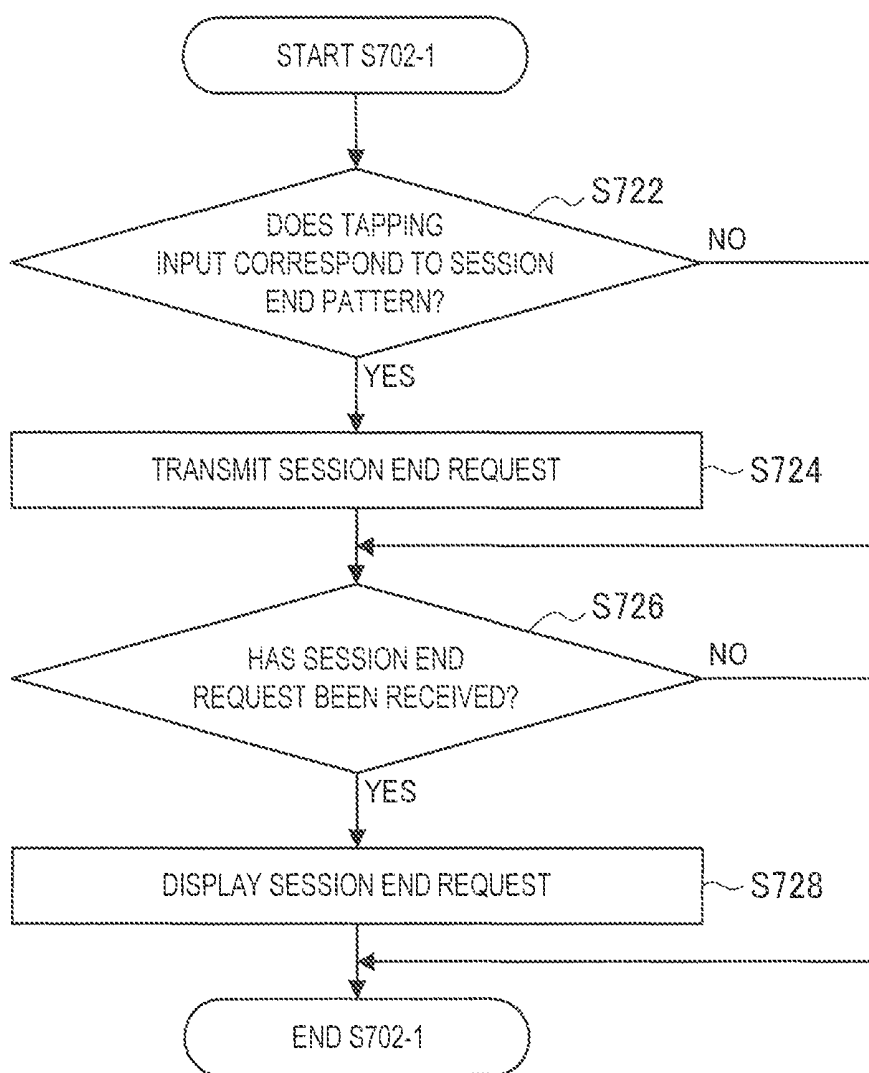 START S702-1
S722
DOES TAPPING
INPUT CORRESPOND TO SESSION
END PATTERN?
NO
YES
TRANSMIT SESSION END REQUEST
S724
S726
HAS SESSION END
REQUEST BEEN RECEIVED?
NO
YES
DISPLAY SESSION END REQUEST
S728
END S702-1